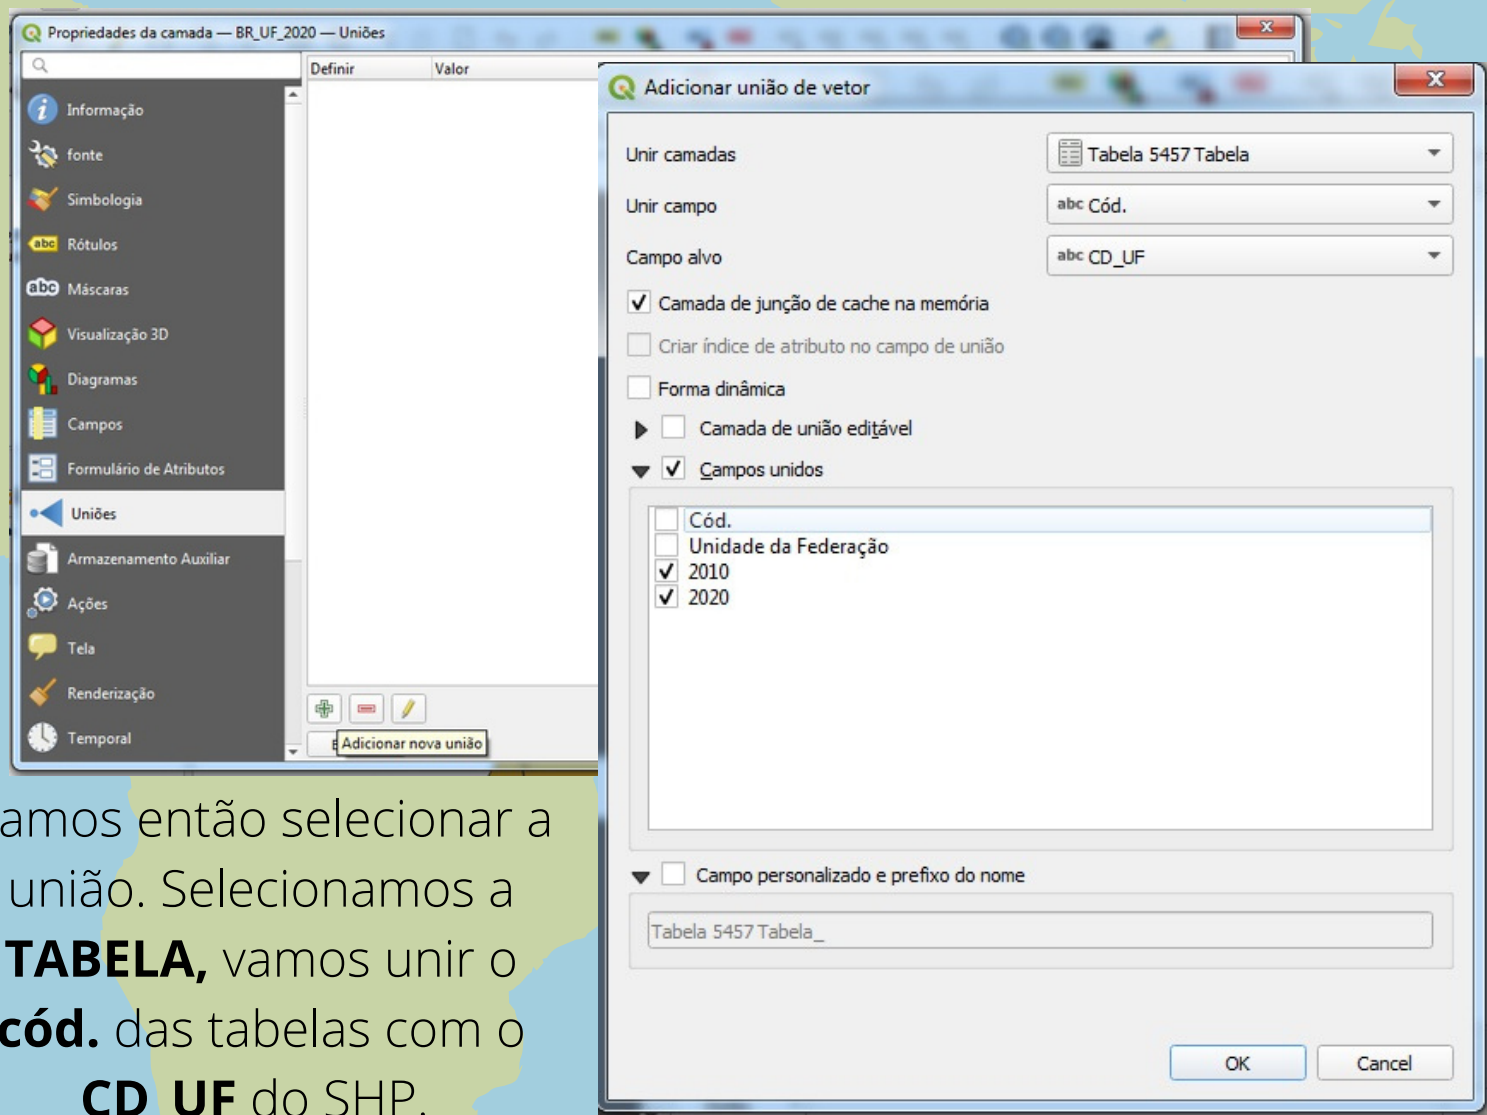 Propriedades da camada — BR_UF_2020 — Uniões
Definir Valor
Informação
fonte
Simbologia
abc Rótulos
abc Máscaras
Visualização 3D
Diagramas
Campos
Formulário de Atributos
Uniões
Armazenamento Auxiliar
Ações
Tela
Renderização
Temporal
Adicionar nova união
Adicionar união de vetor
Unir camadas Tabela 5457 Tabela
Unir campo abc Cód.
Campo alvo abc CD_UF
Camada de junção de cache na memória
Criar índice de atributo no campo de união
Forma dinâmica
Camada de união editável
Campos unidos
Cód.
Unidade da Federação
2010
2020
Campo personalizado e prefixo do nome
Tabela 5457 Tabela_
OK Cancel
amos então selecionar a
união. Selecionamos a
TABELA, vamos unir o
cód. das tabelas com o
CD_UF do SHP.